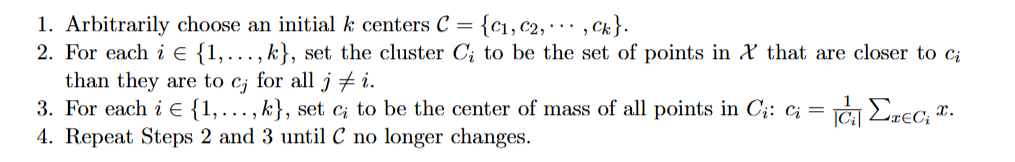 1. Arbitrarily choose an initial k centers 𝒞 = {c₁, c₂, ⋯ , cₖ}.
2. For each i ∈ {1, . . . , k}, set the cluster Cᵢ to be the set of points in 𝒳 that are closer to cᵢ
than they are to cⱼ for all j ≠ i.
3. For each i ∈ {1, . . . , k}, set cᵢ to be the center of mass of all points in Cᵢ: cᵢ = 1/|Cᵢ| ∑_{x∈Cᵢ} x.
4. Repeat Steps 2 and 3 until 𝒞 no longer changes.